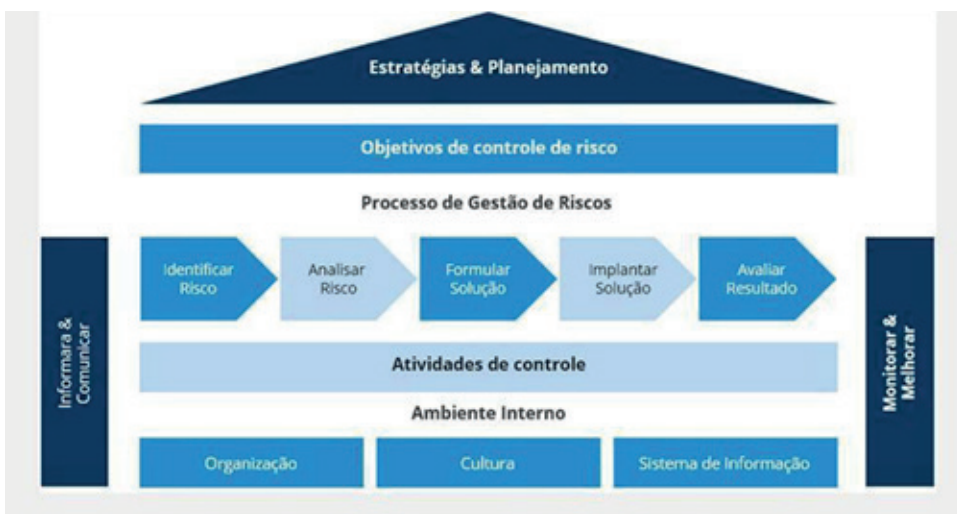 Estratégias & Planejamento
Objetivos de controle de risco
Processo de Gestão de Riscos
Informara &
Comunicar
Identificar
Risco
Analisar
Risco
Formular
Solução
Implantar
Solução
Avaliar
Resultado
Monitorar &
Melhorar
Atividades de controle
Ambiente Interno
Organização
Cultura
Sistema de Informação